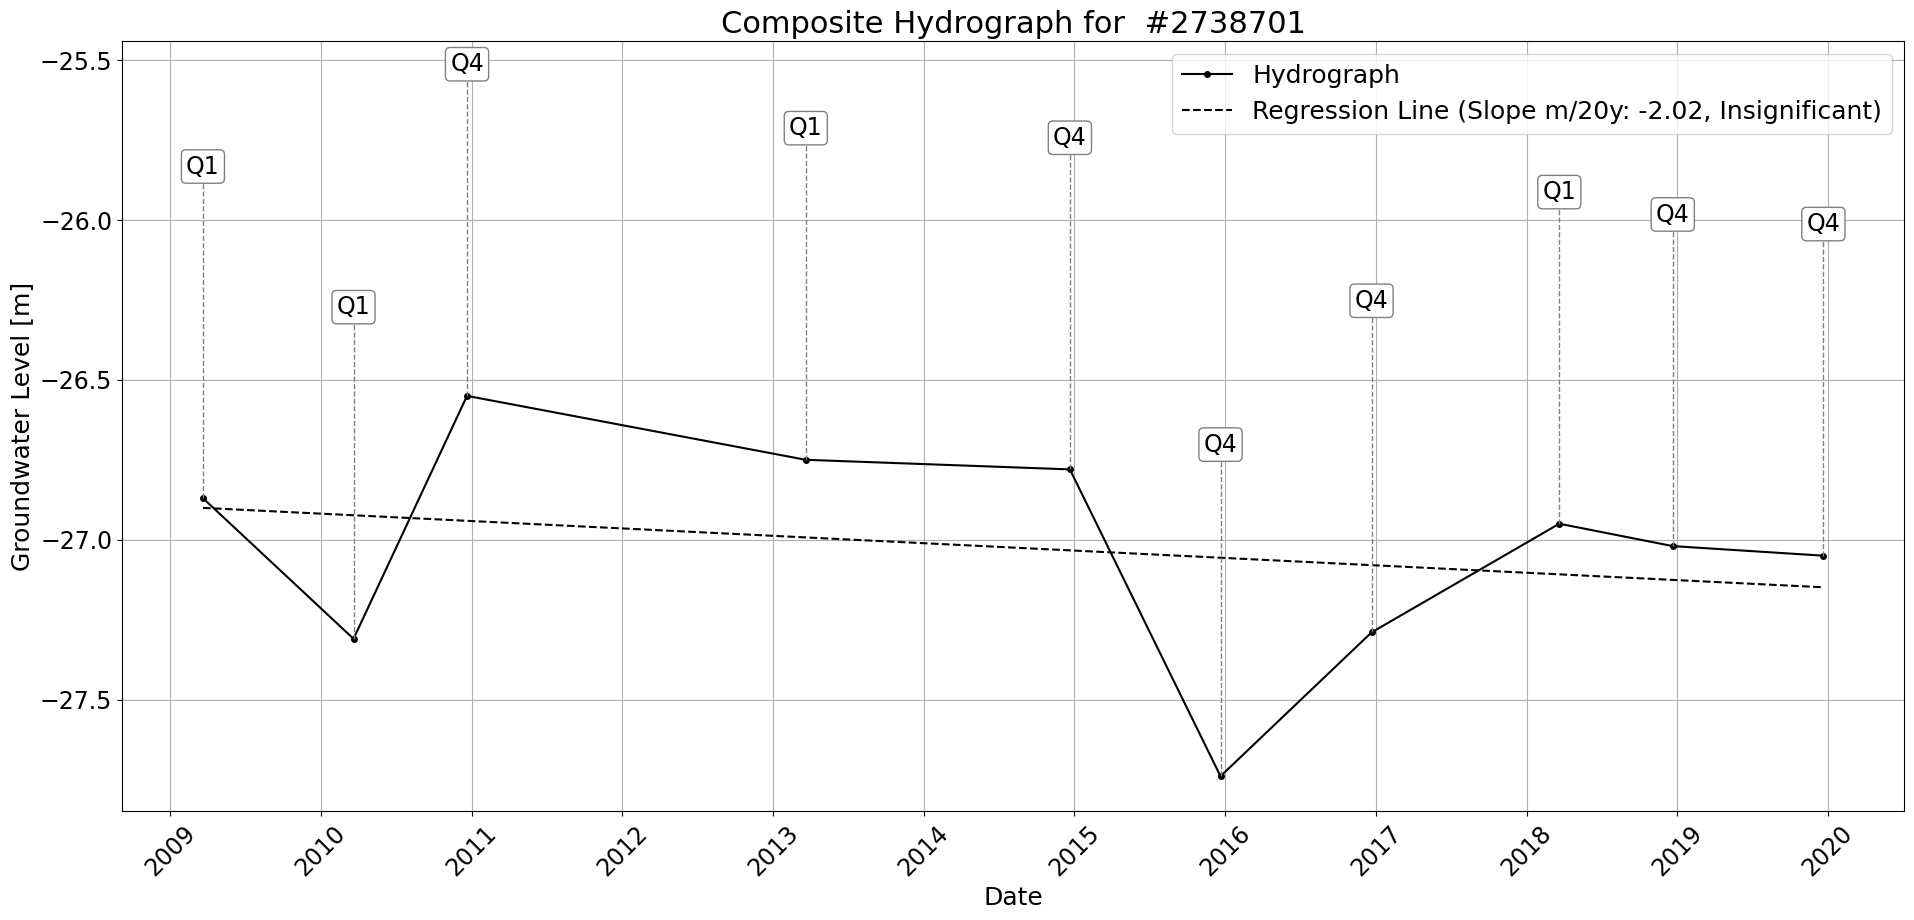 Composite Hydrograph for  #2738701
Hydrograph
Regression Line (Slope m/20y: -2.02, Insignificant)
Q4
Q1
Q4
Q1
Q1
Q4
Q4
Q1
Q4
Q4
−25.5
−26.0
−26.5
−27.0
−27.5
Groundwater Level [m]
2009
2010
2011
2012
2013
2014
2015
2016
2017
2018
2019
2020
Date